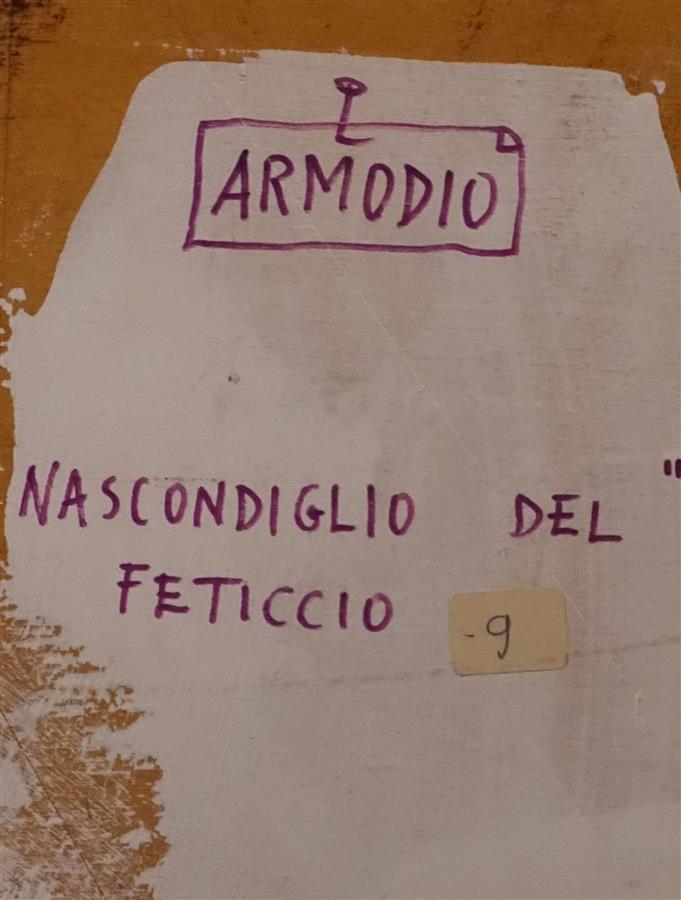 ARMODIO
NASCONDIGLIO DEL "
FETICCIO -9